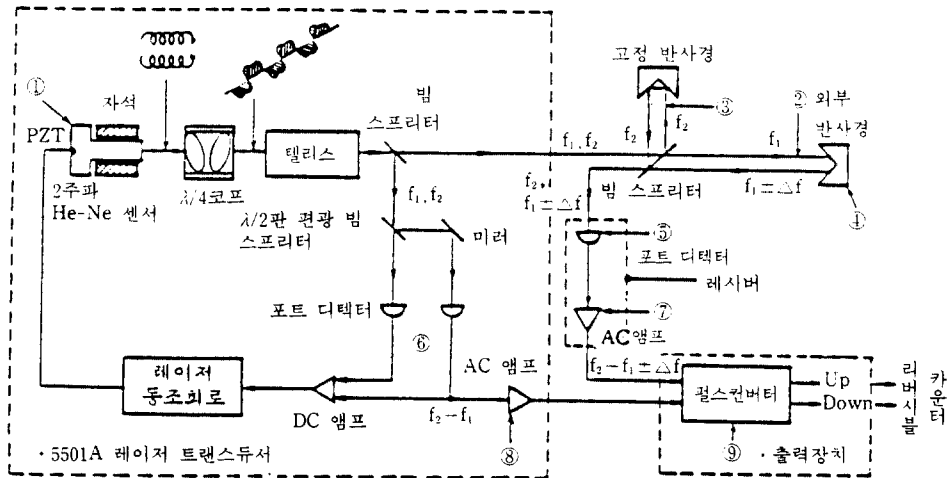 ①
자석
PZT
2주파
He-Ne 센서
λ/4코프
텔리스
빔
스프리터
f₁, f₂
λ/2판 편광 빔
스프리터
f₁, f₂
미러
포트 디텍터
⑥
레이저
동조회로
DC 앰프
f₂-f₁
AC 앰프
⑧
· 5501A 레이저 트랜스듀서
고정 반사경
③
f₂
f₂
② 외부
반사경
f₁
f₁±△f
④
빔 스프리터
f₂,
f₁±△f
⑤
포트 디텍터
레시버
⑦
AC앰프
f₂-f₁±△f
펄스컨버터
Up
Down
리버시블
카운터
⑨
· 출력장치